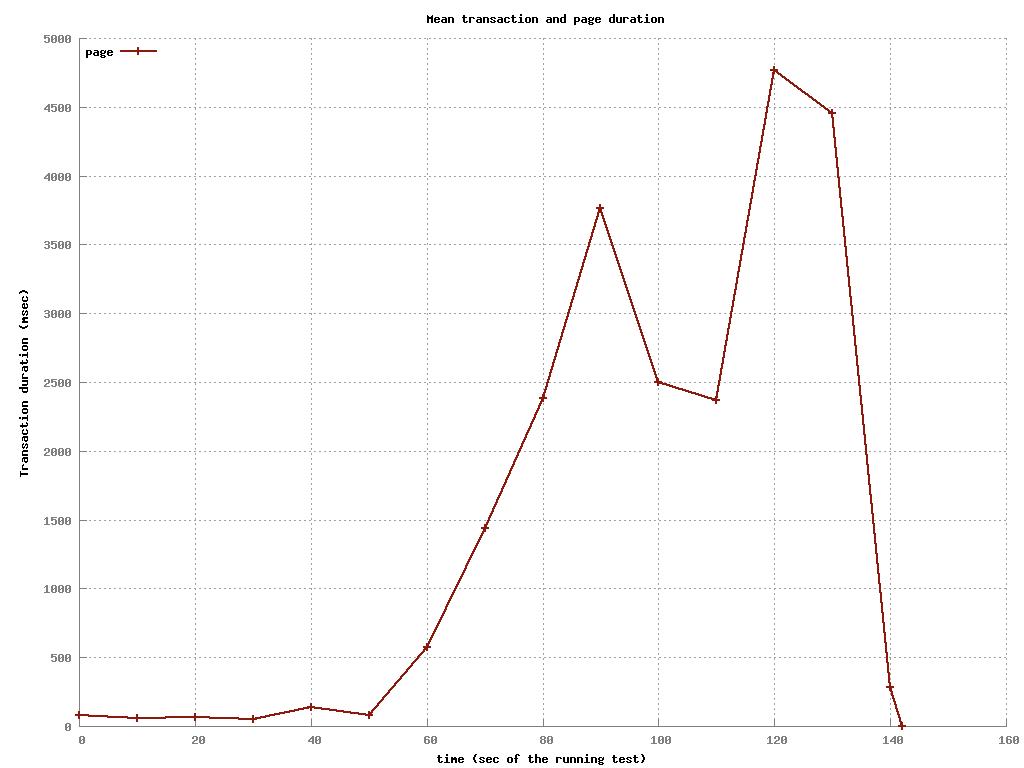 Mean transaction and page duration
page
5000
4500
4000
3500
3000
2500
2000
1500
1000
500
0
Transaction duration (msec)
0 20 40 60 80 100 120 140 160
time (sec of the running test)